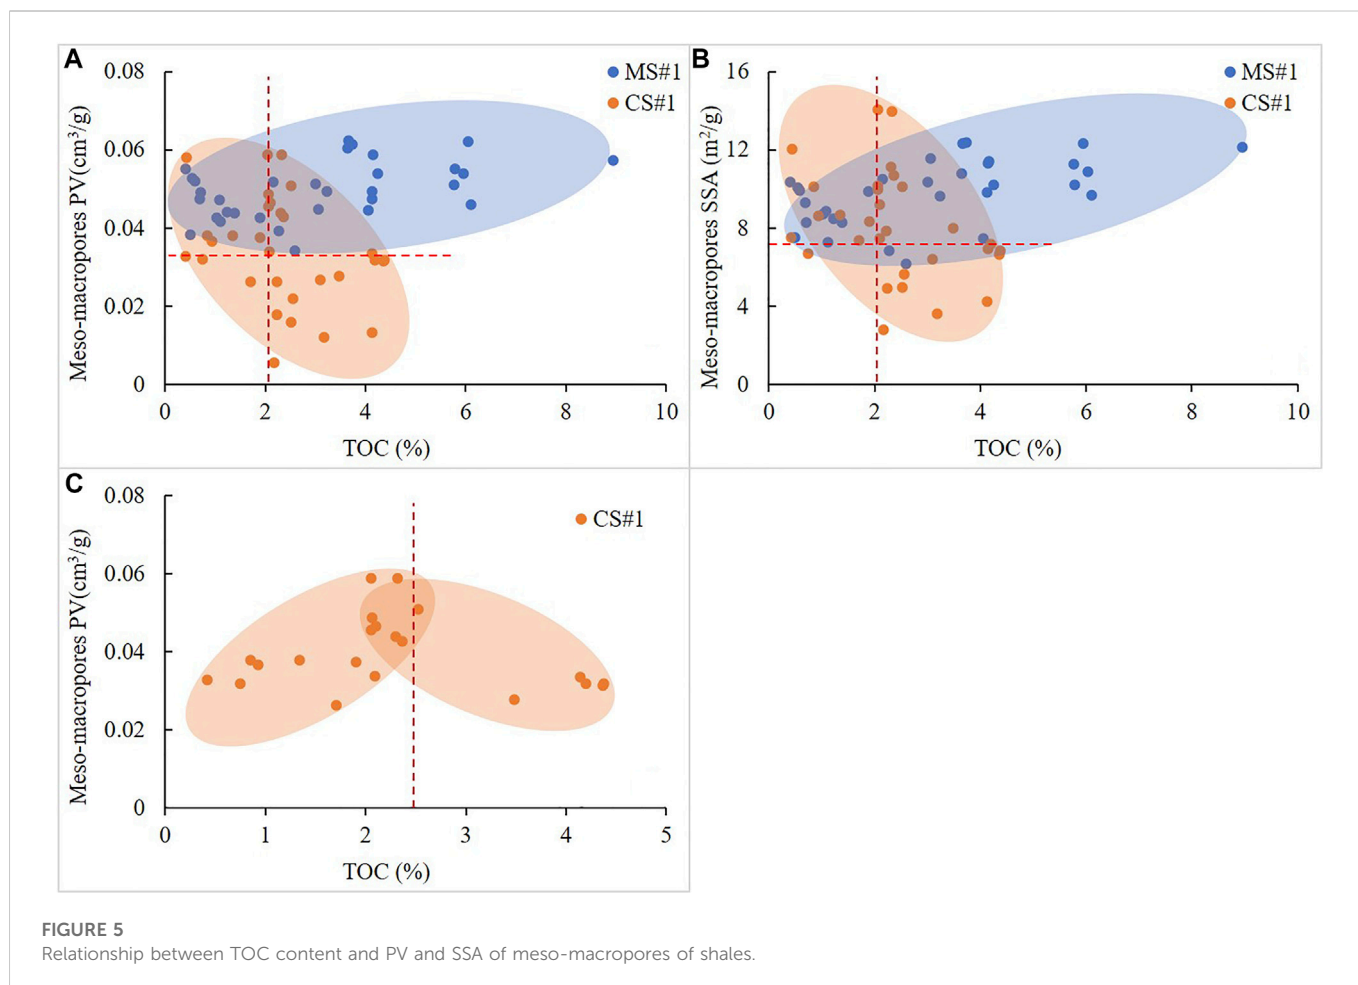 A
Meso-macropores PV(cm³/g)
0.08
0.06
0.04
0.02
0
0 2 4 6 8 10
TOC (%)
MS#1
CS#1
B
Meso-macropores SSA (m²/g)
16
12
8
4
0
0 2 4 6 8 10
TOC (%)
MS#1
CS#1
C
Meso-macropores PV(cm³/g)
0.08
0.06
0.04
0.02
0
0 1 2 3 4 5
TOC (%)
CS#1
FIGURE 5
Relationship between TOC content and PV and SSA of meso-macropores of shales.